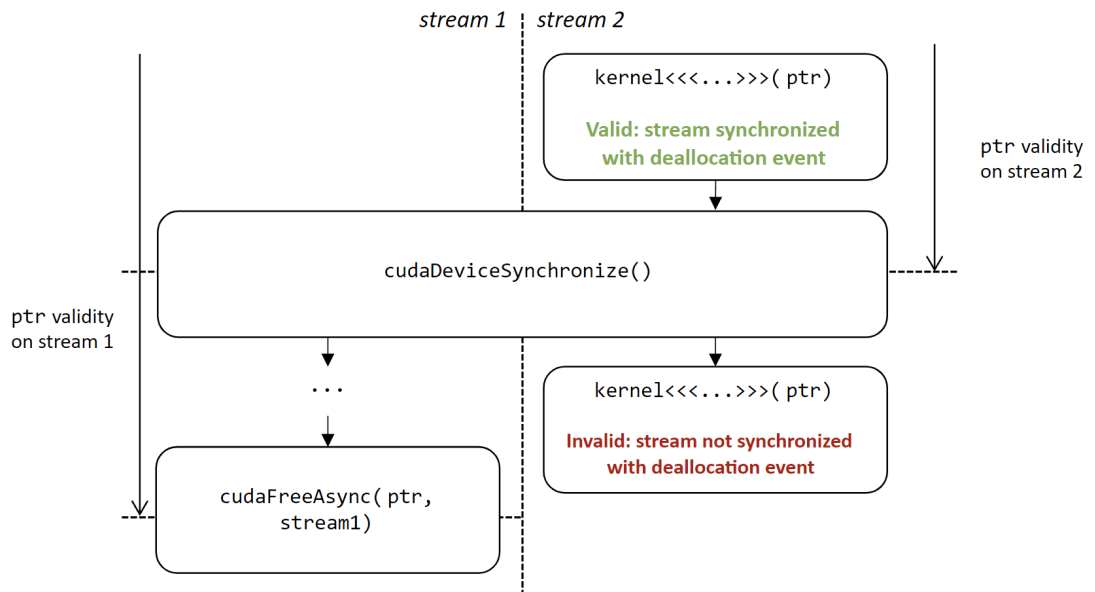 stream 1
stream 2
kernel<<<...>>>(ptr)
Valid: stream synchronized
with deallocation event
ptr validity
on stream 2
cudaDeviceSynchronize()
ptr validity
on stream 1
...
kernel<<<...>>>(ptr)
Invalid: stream not synchronized
with deallocation event
cudaFreeAsync(ptr,
stream1)